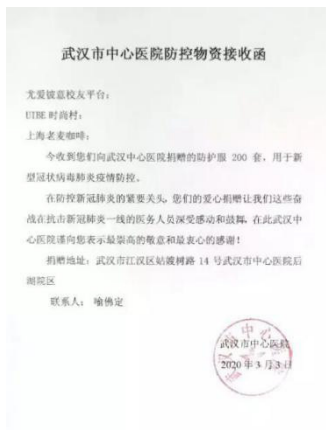 武汉市中心医院防控物资接收函
尤爱铍意校友平台：
UIBE 时尚村：
上海老麦咖啡：
今收到您们向武汉中心医院捐赠的防护服 200 套，用于新
型冠状病毒肺炎疫情防控。
在防控新冠肺炎的紧要关头，您们的爱心捐赠让我们这些奋
战在抗击新冠肺炎一线的医务人员深受感动和鼓舞，在此武汉中
心医院谨向您表示最崇高的敬意和最衷心的感谢！
捐赠地址：武汉市江汉区姑嫂树路 14 号武汉市中心医院后
湖院区
联系人：喻佛定
武汉市中心医院
2020 年 3 月 3 日